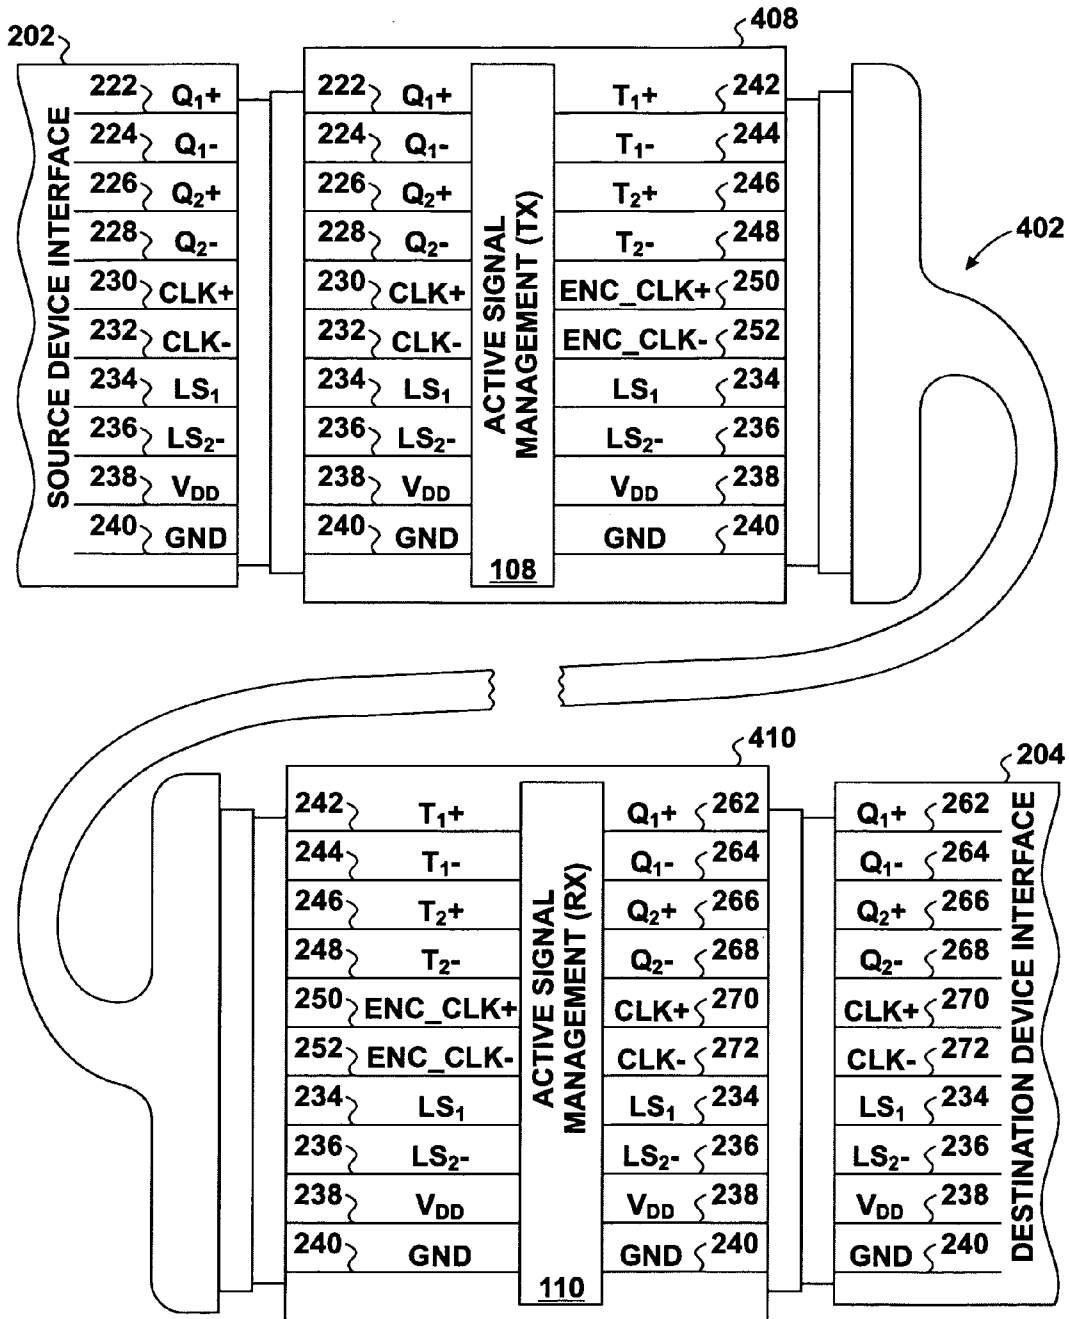 202
408
SOURCE DEVICE INTERFACE
222 Q₁+ 222 Q₁+ T₁+ 242
224 Q₁- 224 Q₁- T₁- 244
226 Q₂+ 226 Q₂+ T₂+ 246
228 Q₂- 228 Q₂- T₂- 248
230 CLK+ 230 CLK+ ENC_CLK+ 250
232 CLK- 232 CLK- ENC_CLK- 252
234 LS₁ 234 LS₁ LS₁ 234
236 LS₂- 236 LS₂- LS₂- 236
238 VDD 238 VDD VDD 238
240 GND 240 GND GND 240
ACTIVE SIGNAL
MANAGEMENT (TX)
108
402
410
204
242 T₁+ Q₁+ 262 Q₁+ 262
244 T₁- Q₁- 264 Q₁- 264
246 T₂+ Q₂+ 266 Q₂+ 266
248 T₂- Q₂- 268 Q₂- 268
250 ENC_CLK+ CLK+ 270 CLK+ 270
252 ENC_CLK- CLK- 272 CLK- 272
234 LS₁ LS₁ 234 LS₁ 234
236 LS₂- LS₂- 236 LS₂- 236
238 VDD VDD 238 VDD 238
240 GND GND 240 GND 240
ACTIVE SIGNAL
MANAGEMENT (RX)
110
DESTINATION DEVICE INTERFACE